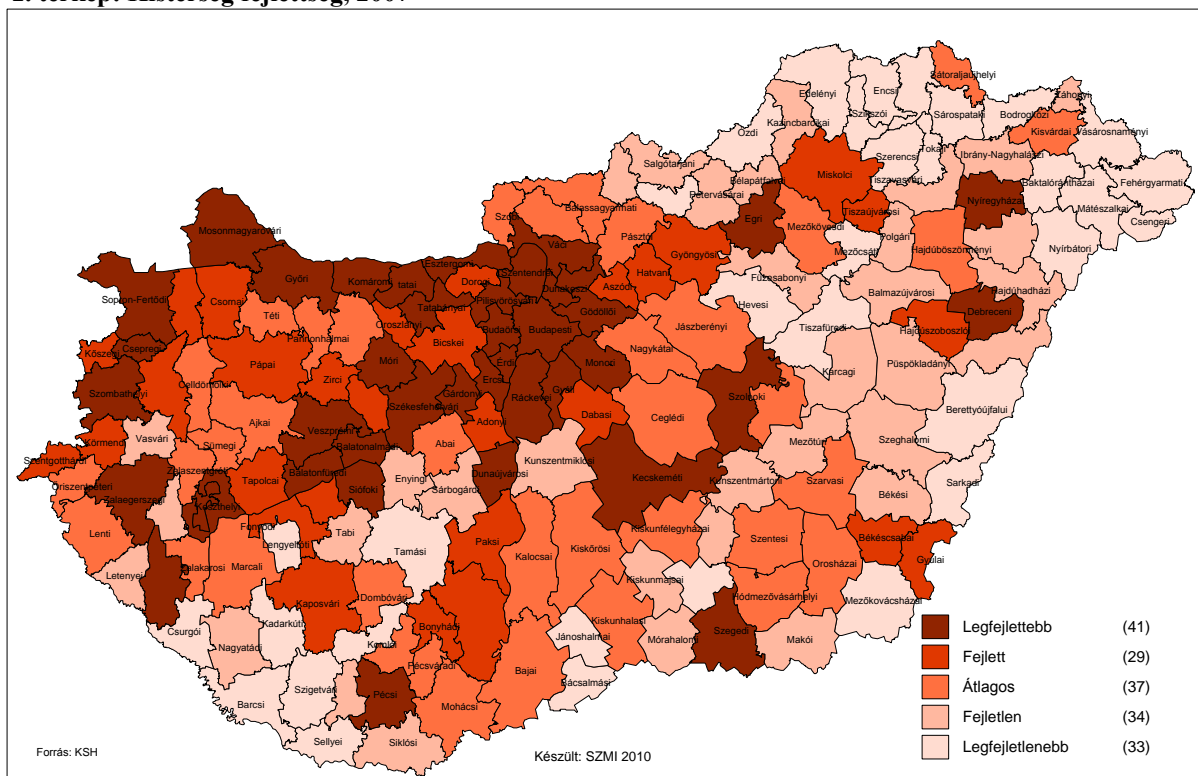 Sátoraljaújhelyi
Edelényi
Encsi
Záhonyi
Kazincbarcikai
Szikszói
Sárospataki
Bodrogközi
Kisvárdai
Vásárosnaményi
Ózdi
Salgótarjáni
Szerencsi
Tokaji
Ibrány-Nagyhalászi
Bélapátfalvai
Pétervásárai
Miskolci
Tiszavasvári
Baktalórántházai
Fehérgyarmati
Nyíregyházai
Mátészalkai
Csengeri
Balassagyarmati
Szobi
Egri
Tiszaújvárosi
Mezőkövesdi
Polgári
Mosonmagyaróvári
Váci
Pásztói
Gyöngyösi
Mezőcsáti
Hajdúböszörményi
Nyírbátori
Győri
Komáromi
tatai
Esztergomi
Dorogi
Szentendrei
Dunakeszi
Hatvani
Aszódi
Füzesabonyi
Balmazújvárosi
Hajdúhadházi
Sopron-Fertődi
Csornai
Téti
Tatabányai
Pilisvörösvári
Gödöllői
Hevesi
Debreceni
Pannonhalmai
Oroszlányi
Bicskei
Budaörsi
Budapesti
Jászberényi
Tiszafüredi
Hajdúszoboszlói
Kőszegi
Csepregi
Celldömölki
Pápai
Zirci
Móri
Érdi
Monori
Nagykátai
Karcagi
Püspökladányi
Szombathelyi
Székesfehérvári
Gárdonyi
Ercsi
Ráckevei
Gyáli
Dabasi
Ceglédi
Szolnoki
Berettyóújfalui
Körmendi
Vasvári
Ajkai
Veszprémi
Adonyi
Sümegi
Balatonalmádi
Abai
Kunszentmiklósi
Mezőtúri
Szeghalomi
Szentgotthárdi
Őriszentpéteri
Zalaszentgróti
Tapolcai
Balatonfüredi
Siófoki
Enyingi
Sárbogárdi
Dunaújvárosi
Kecskeméti
Kunszentmártoni
Szarvasi
Békési
Sarkadi
Zalaegerszegi
Keszthelyi
Lenti
Fonyódi
Lengyeltóti
Tabi
Tamási
Paksi
Kalocsai
Kiskőrösi
Kiskunfélegyházai
Szentesi
Orosházai
Békéscsabai
Gyulai
Letenyei
Zalakarosi
Marcali
Kaposvári
Dombóvári
Kiskunmajsai
Hódmezővásárhelyi
Mezőkovácsházai
Csurgói
Kadarkúti
Nagyatádi
Bonyhádi
Komlói
Pécsváradi
Bajai
Kiskunhalasi
Jánoshalmai
Mórahalomi
Szegedi
Makói
Barcsi
Szigetvári
Pécsi
Mohácsi
Bácsalmási
Sellyei
Siklósi
Legfejlettebb (41)
Fejlett (29)
Átlagos (37)
Fejletlen (34)
Legfejletlenebb (33)
Forrás: KSH
Készült: SZMI 2010